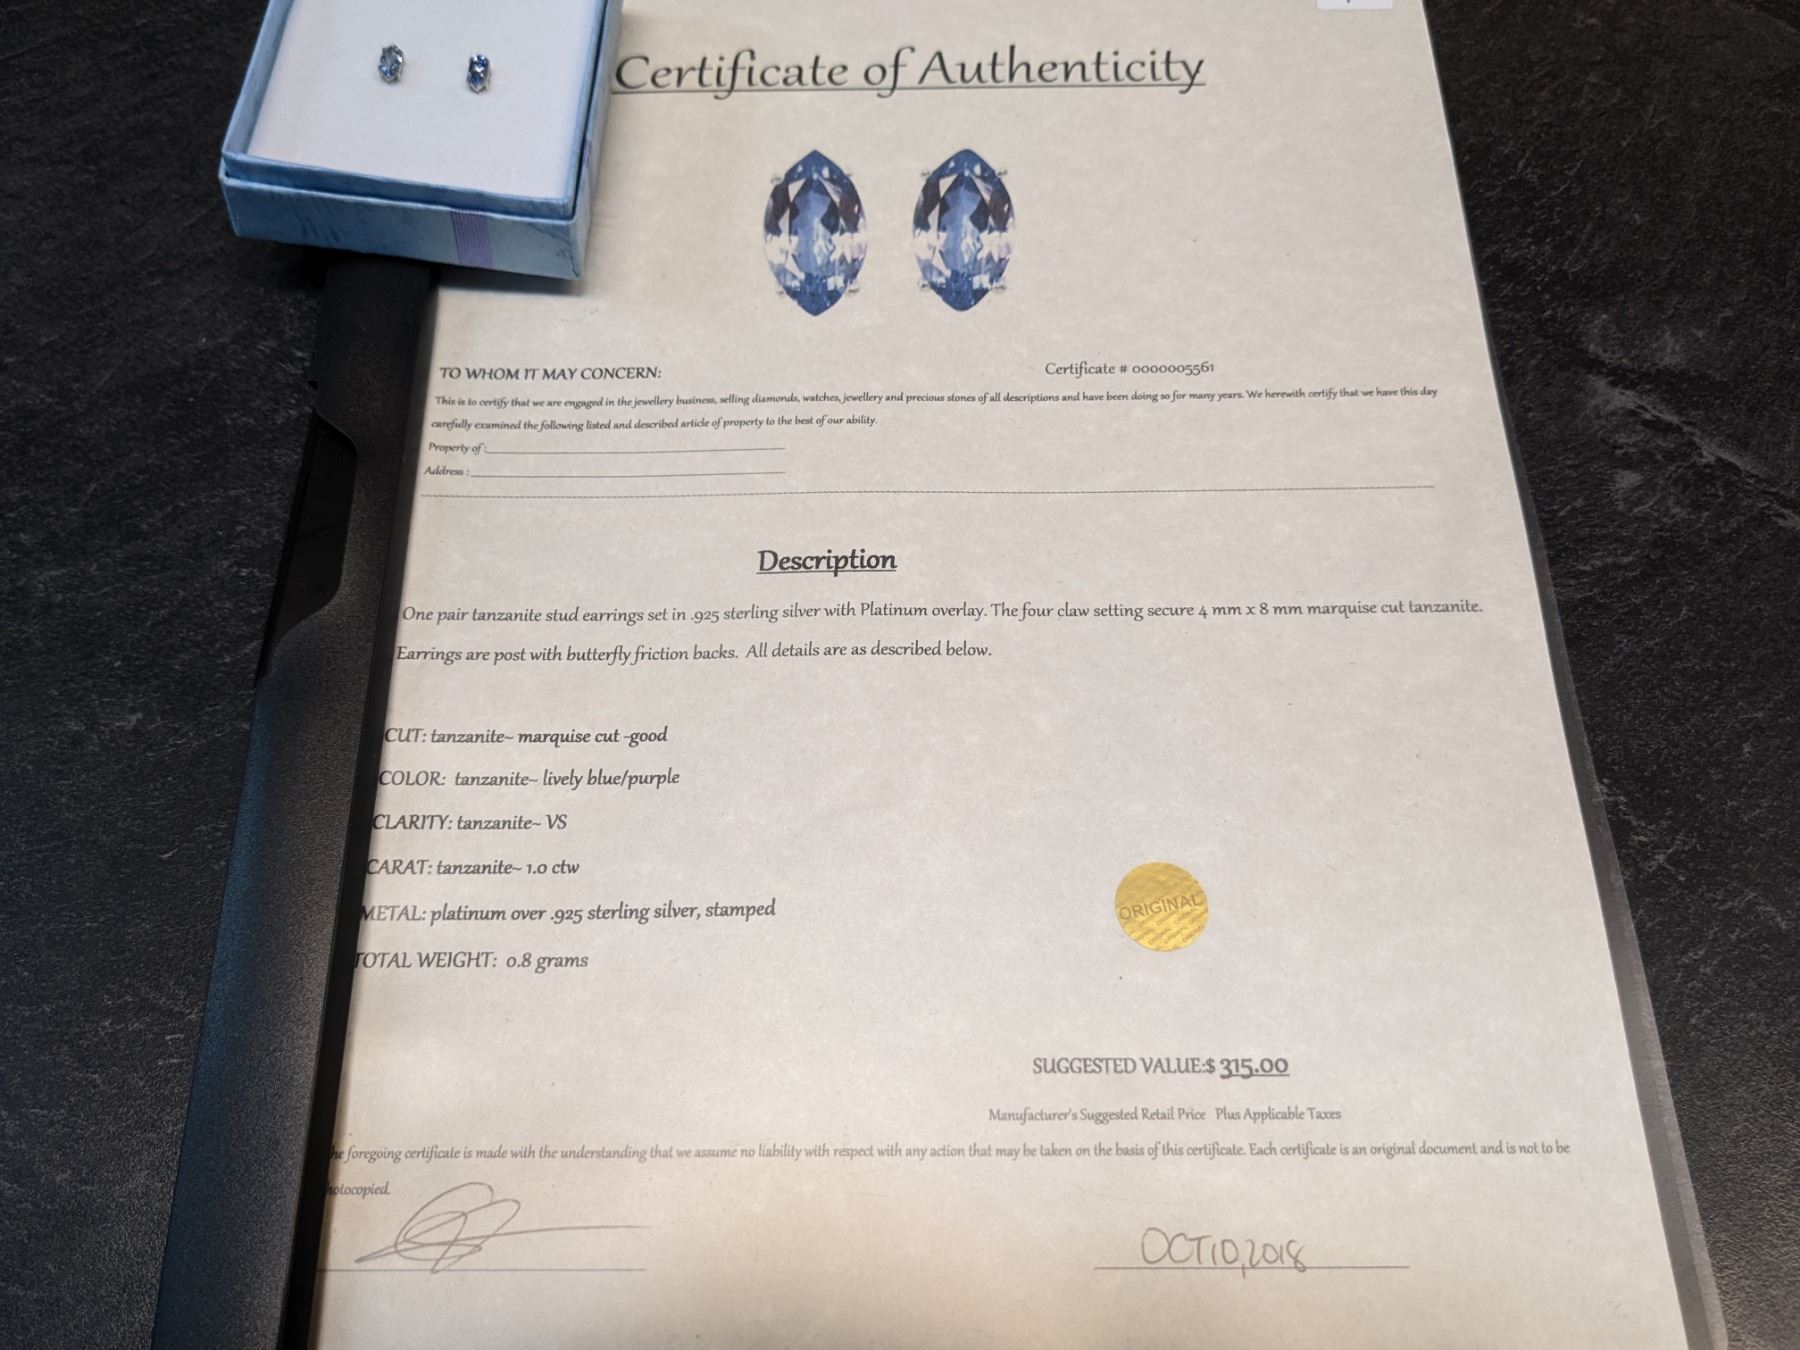 Certificate of Authenticity
TO WHOM IT MAY CONCERN:
Certificate # 0000005561
This is to certify that we are engaged in the jewellery business, selling diamonds, watches, jewellery and precious stones of all descriptions and have been doing so for many years. We herewith certify that we have this day
carefully examined the following listed and described article of property to the best of our ability.
Property of:
Address:
Description
One pair tanzanite stud earrings set in .925 sterling silver with Platinum overlay. The four claw setting secure 4 mm x 8 mm marquise cut tanzanite.
Earrings are post with butterfly friction backs. All details are as described below.
CUT: tanzanite~ marquise cut -good
COLOR: tanzanite~ lively blue/purple
CLARITY: tanzanite~ VS
CARAT: tanzanite~ 1.0 ctw
METAL: platinum over .925 sterling silver, stamped
TOTAL WEIGHT: 0.8 grams
ORIGINAL
SUGGESTED VALUE:$ 315.00
Manufacturer's Suggested Retail Price Plus Applicable Taxes
he foregoing certificate is made with the understanding that we assume no liability with respect with any action that may be taken on the basis of this certificate. Each certificate is an original document and is not to be
hotocopied.
OCT 10, 2018